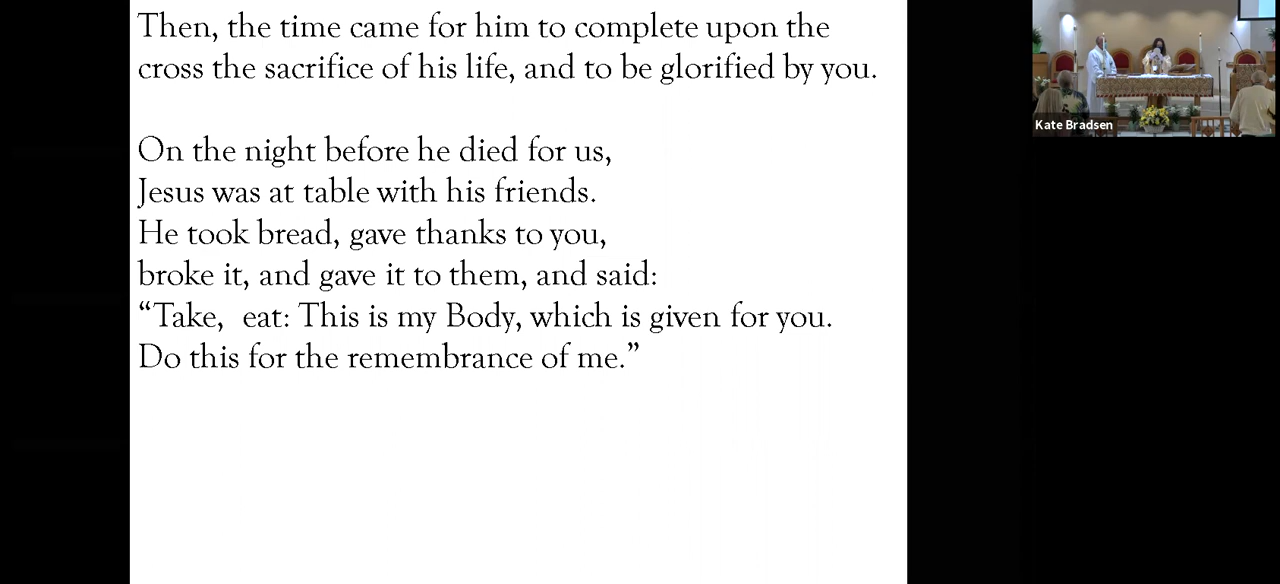 Then, the time came for him to complete upon the
cross the sacrifice of his life, and to be glorified by you.
On the night before he died for us,
Jesus was at table with his friends.
He took bread, gave thanks to you,
broke it, and gave it to them, and said:
“Take,  eat: This is my Body, which is given for you.
Do this for the remembrance of me.”
Kate Bradsen